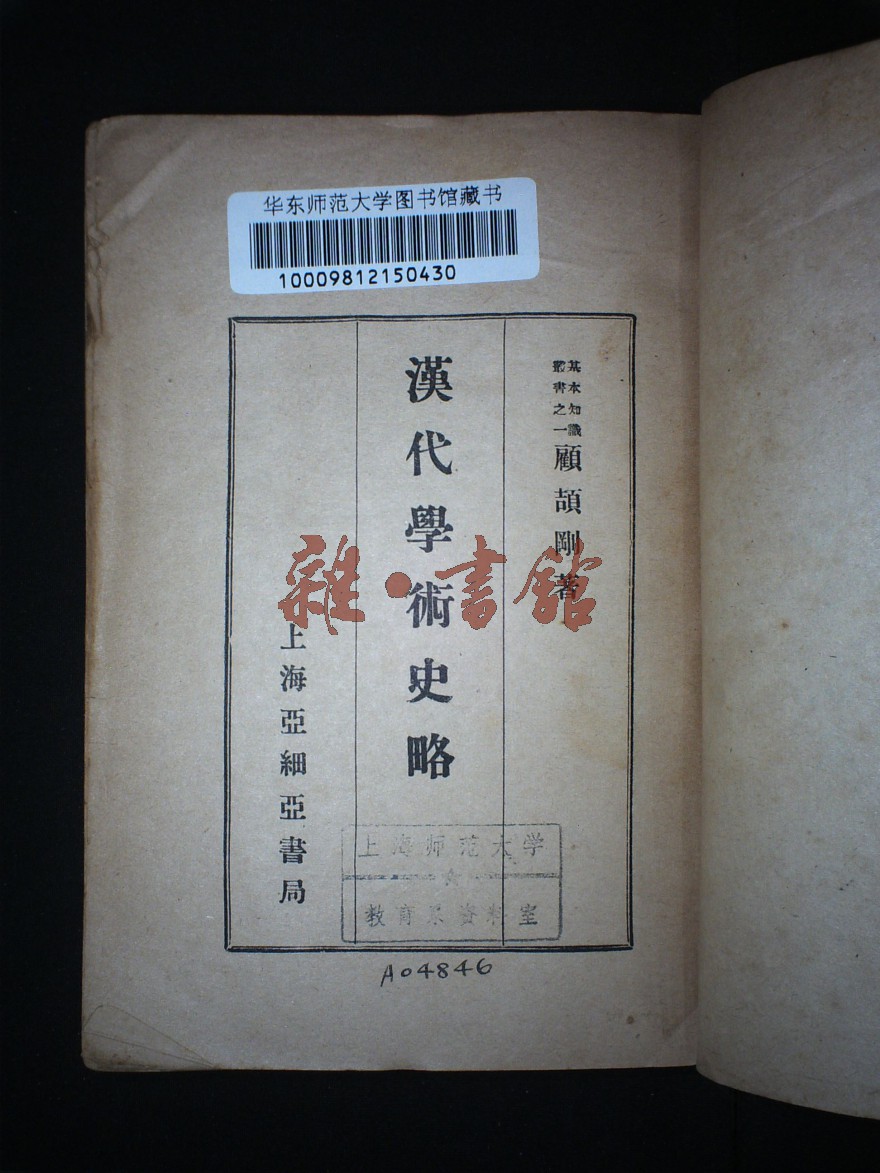 华东师范大学图书馆藏书
10009812150430
基本知識
叢書之一
顧頡剛著
漢代學術史略
上海亞細亞書局
雜·書館
上海师范大学
教育系资料室
A04846